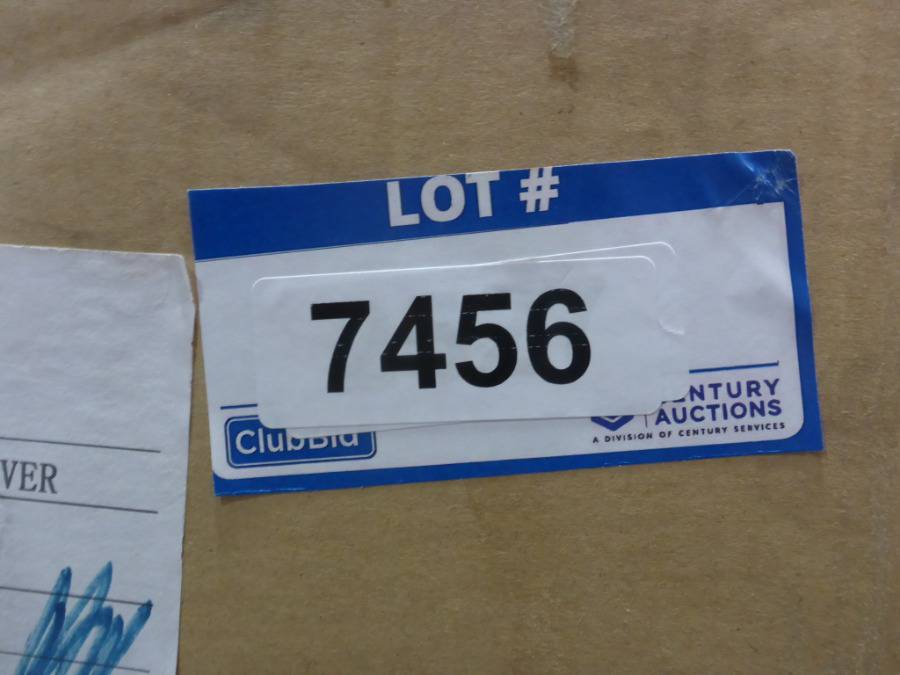 LOT #
7456
ClubBid
CENTURY
AUCTIONS
A DIVISION OF CENTURY SERVICES
VER